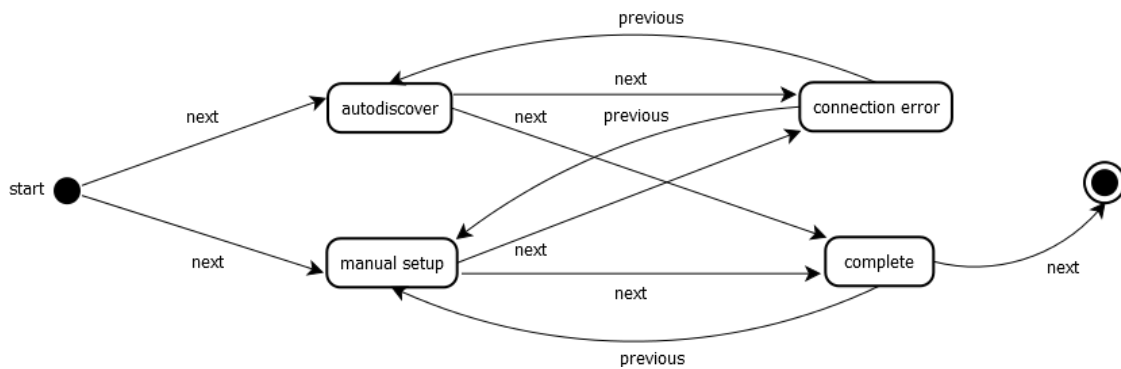 previous
next
autodiscover
connection error
next
previous
next
start
next
manual setup
next
complete
next
next
previous